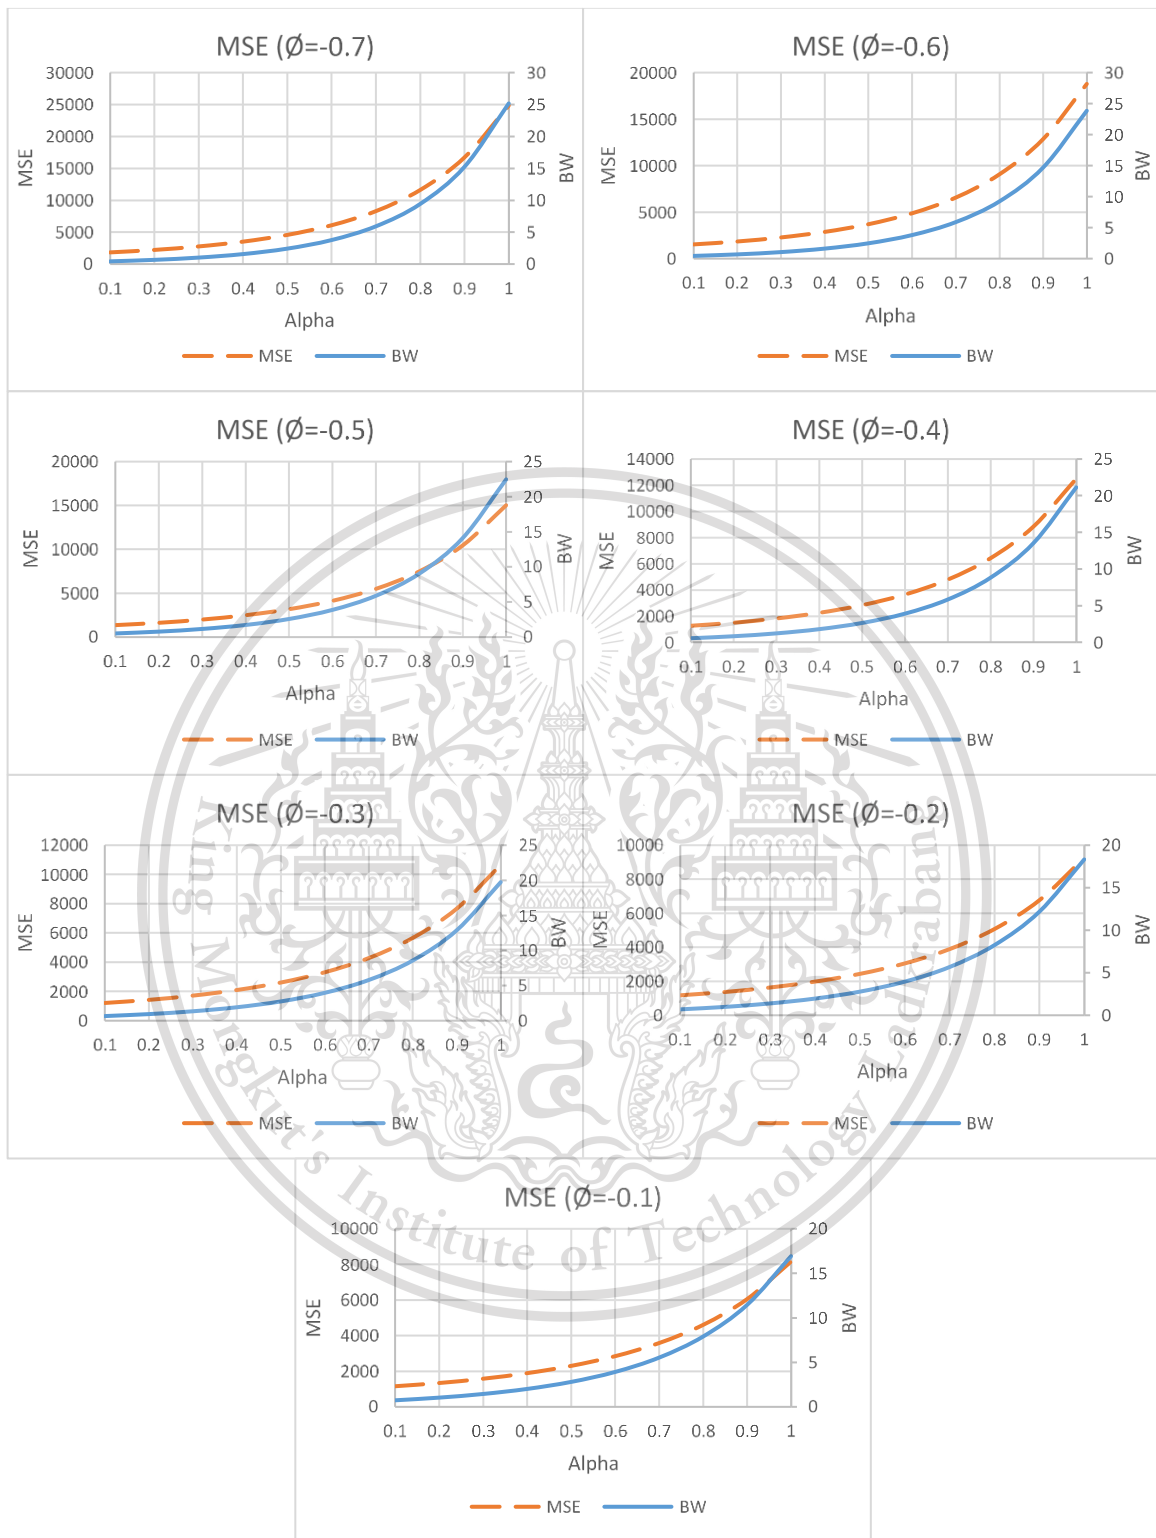 MSE (Ø=-0.7)
30000
25000
20000
15000
10000
5000
0
MSE
30
25
20
15
10
5
0
BW
0.1 0.2 0.3 0.4 0.5 0.6 0.7 0.8 0.9 1
Alpha
MSE BW
MSE (Ø=-0.6)
20000
15000
10000
5000
0
MSE
30
25
20
15
10
5
0
BW
0.1 0.2 0.3 0.4 0.5 0.6 0.7 0.8 0.9 1
Alpha
MSE BW
MSE (Ø=-0.5)
20000
15000
10000
5000
0
MSE
25
20
15
10
5
0
BW
0.1 0.2 0.3 0.4 0.5 0.6 0.7 0.8 0.9 1
Alpha
MSE BW
MSE (Ø=-0.4)
14000
12000
10000
8000
6000
4000
2000
0
MSE
25
20
15
10
5
0
BW
0.1 0.2 0.3 0.4 0.5 0.6 0.7 0.8 0.9 1
Alpha
MSE BW
MSE (Ø=-0.3)
12000
10000
8000
6000
4000
2000
0
MSE
25
20
15
10
5
0
BW
0.1 0.2 0.3 0.4 0.5 0.6 0.7 0.8 0.9 1
Alpha
MSE BW
MSE (Ø=-0.2)
10000
8000
6000
4000
2000
0
MSE
20
15
10
5
0
BW
0.1 0.2 0.3 0.4 0.5 0.6 0.7 0.8 0.9 1
Alpha
MSE BW
MSE (Ø=-0.1)
10000
8000
6000
4000
2000
0
MSE
20
15
10
5
0
BW
0.1 0.2 0.3 0.4 0.5 0.6 0.7 0.8 0.9 1
Alpha
MSE BW
King Mongkut's Institute of Technology Ladkrabang